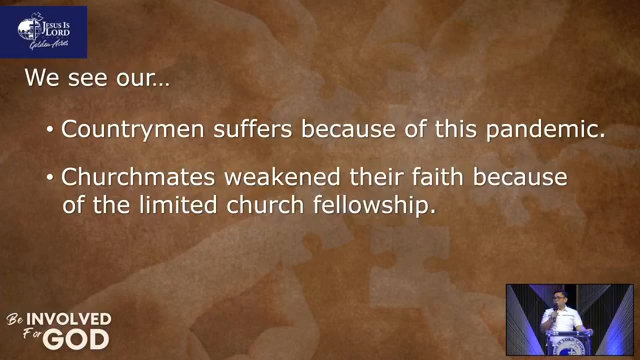 JESUS IS
LORD
Golden Acres
We see our...
• Countrymen suffers because of this pandemic.
• Churchmates weakened their faith because
of the limited church fellowship.
Be INVOLVED
For GOD